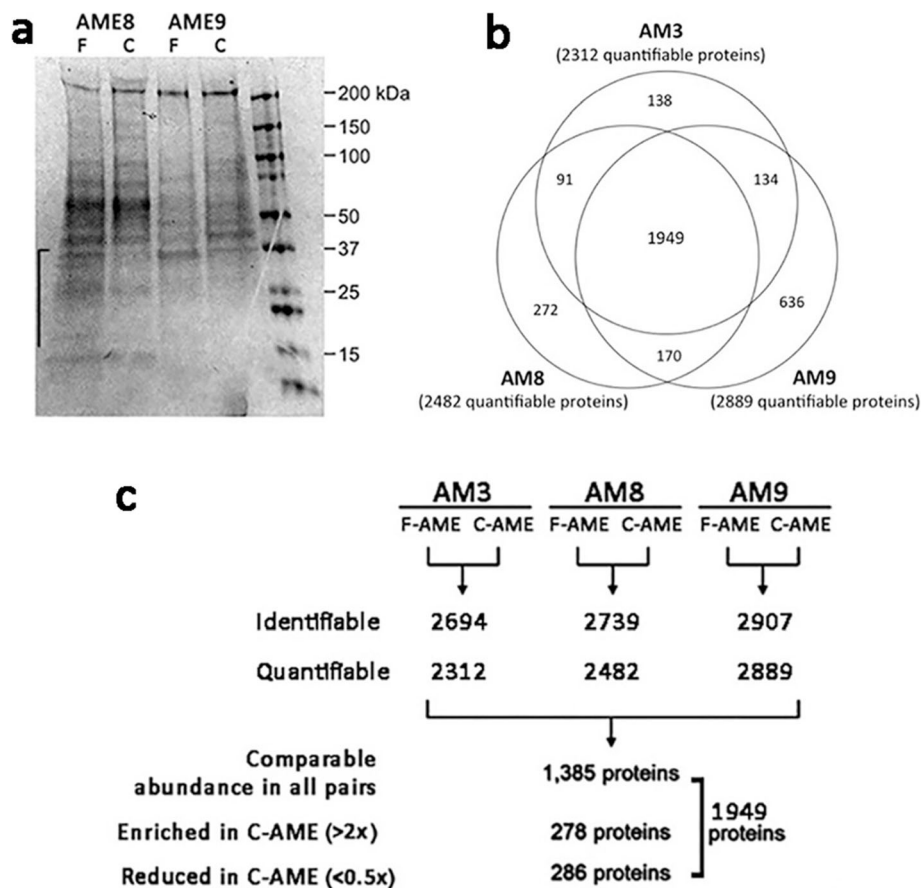 a
AME8 AME9
F C F C
200 kDa
150
100
50
37
25
15
b
AM3
(2312 quantifiable proteins)
138
91
134
1949
272
636
170
AM8
(2482 quantifiable proteins)
AM9
(2889 quantifiable proteins)
c
AM3 AM8 AM9
F-AME C-AME F-AME C-AME F-AME C-AME
Identifiable 2694 2739 2907
Quantifiable 2312 2482 2889
Comparable
abundance in all pairs
1,385 proteins
Enriched in C-AME (>2x) 278 proteins
Reduced in C-AME (<0.5x) 286 proteins
1949
proteins